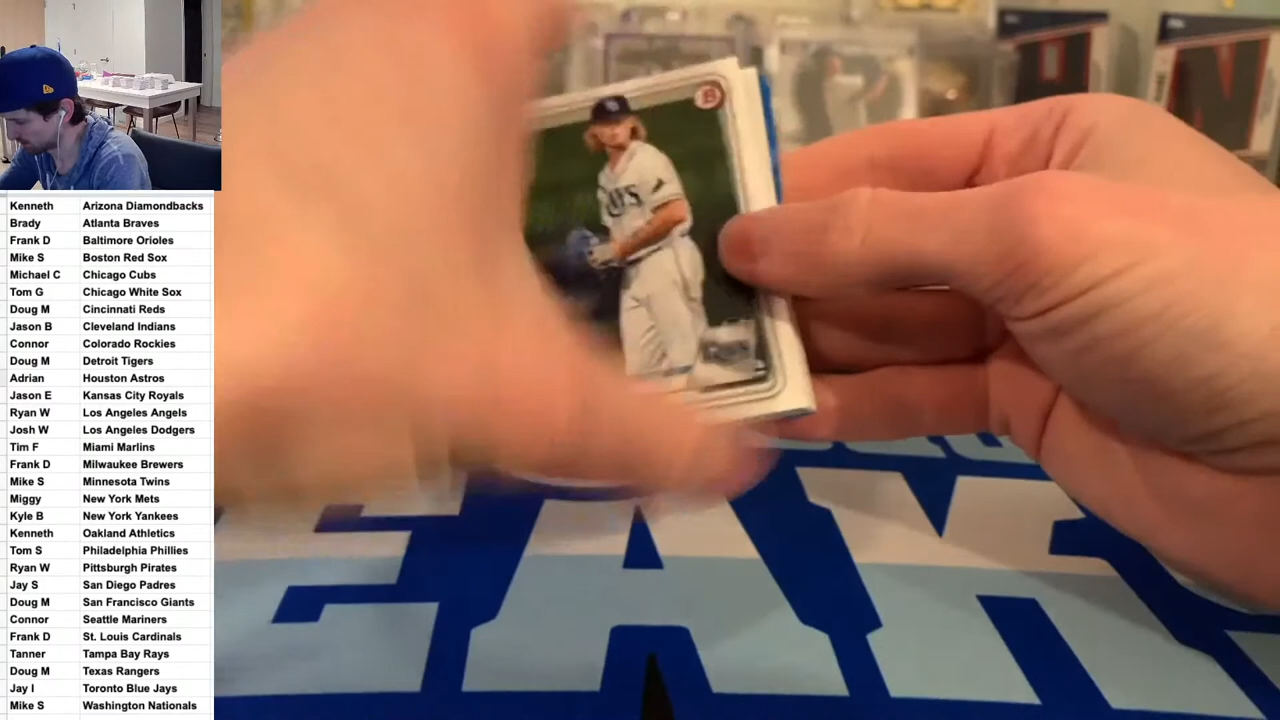 Kenneth Arizona Diamondbacks
Brady Atlanta Braves
Frank D Baltimore Orioles
Mike S Boston Red Sox
Michael C Chicago Cubs
Tom G Chicago White Sox
Doug M Cincinnati Reds
Jason B Cleveland Indians
Connor Colorado Rockies
Doug M Detroit Tigers
Adrian Houston Astros
Jason E Kansas City Royals
Ryan W Los Angeles Angels
Josh W Los Angeles Dodgers
Tim F Miami Marlins
Frank D Milwaukee Brewers
Mike S Minnesota Twins
Miggy New York Mets
Kyle B New York Yankees
Kenneth Oakland Athletics
Tom S Philadelphia Phillies
Ryan W Pittsburgh Pirates
Jay S San Diego Padres
Doug M San Francisco Giants
Connor Seattle Mariners
Frank D St. Louis Cardinals
Tanner Tampa Bay Rays
Doug M Texas Rangers
Jay I Toronto Blue Jays
Mike S Washington Nationals
B